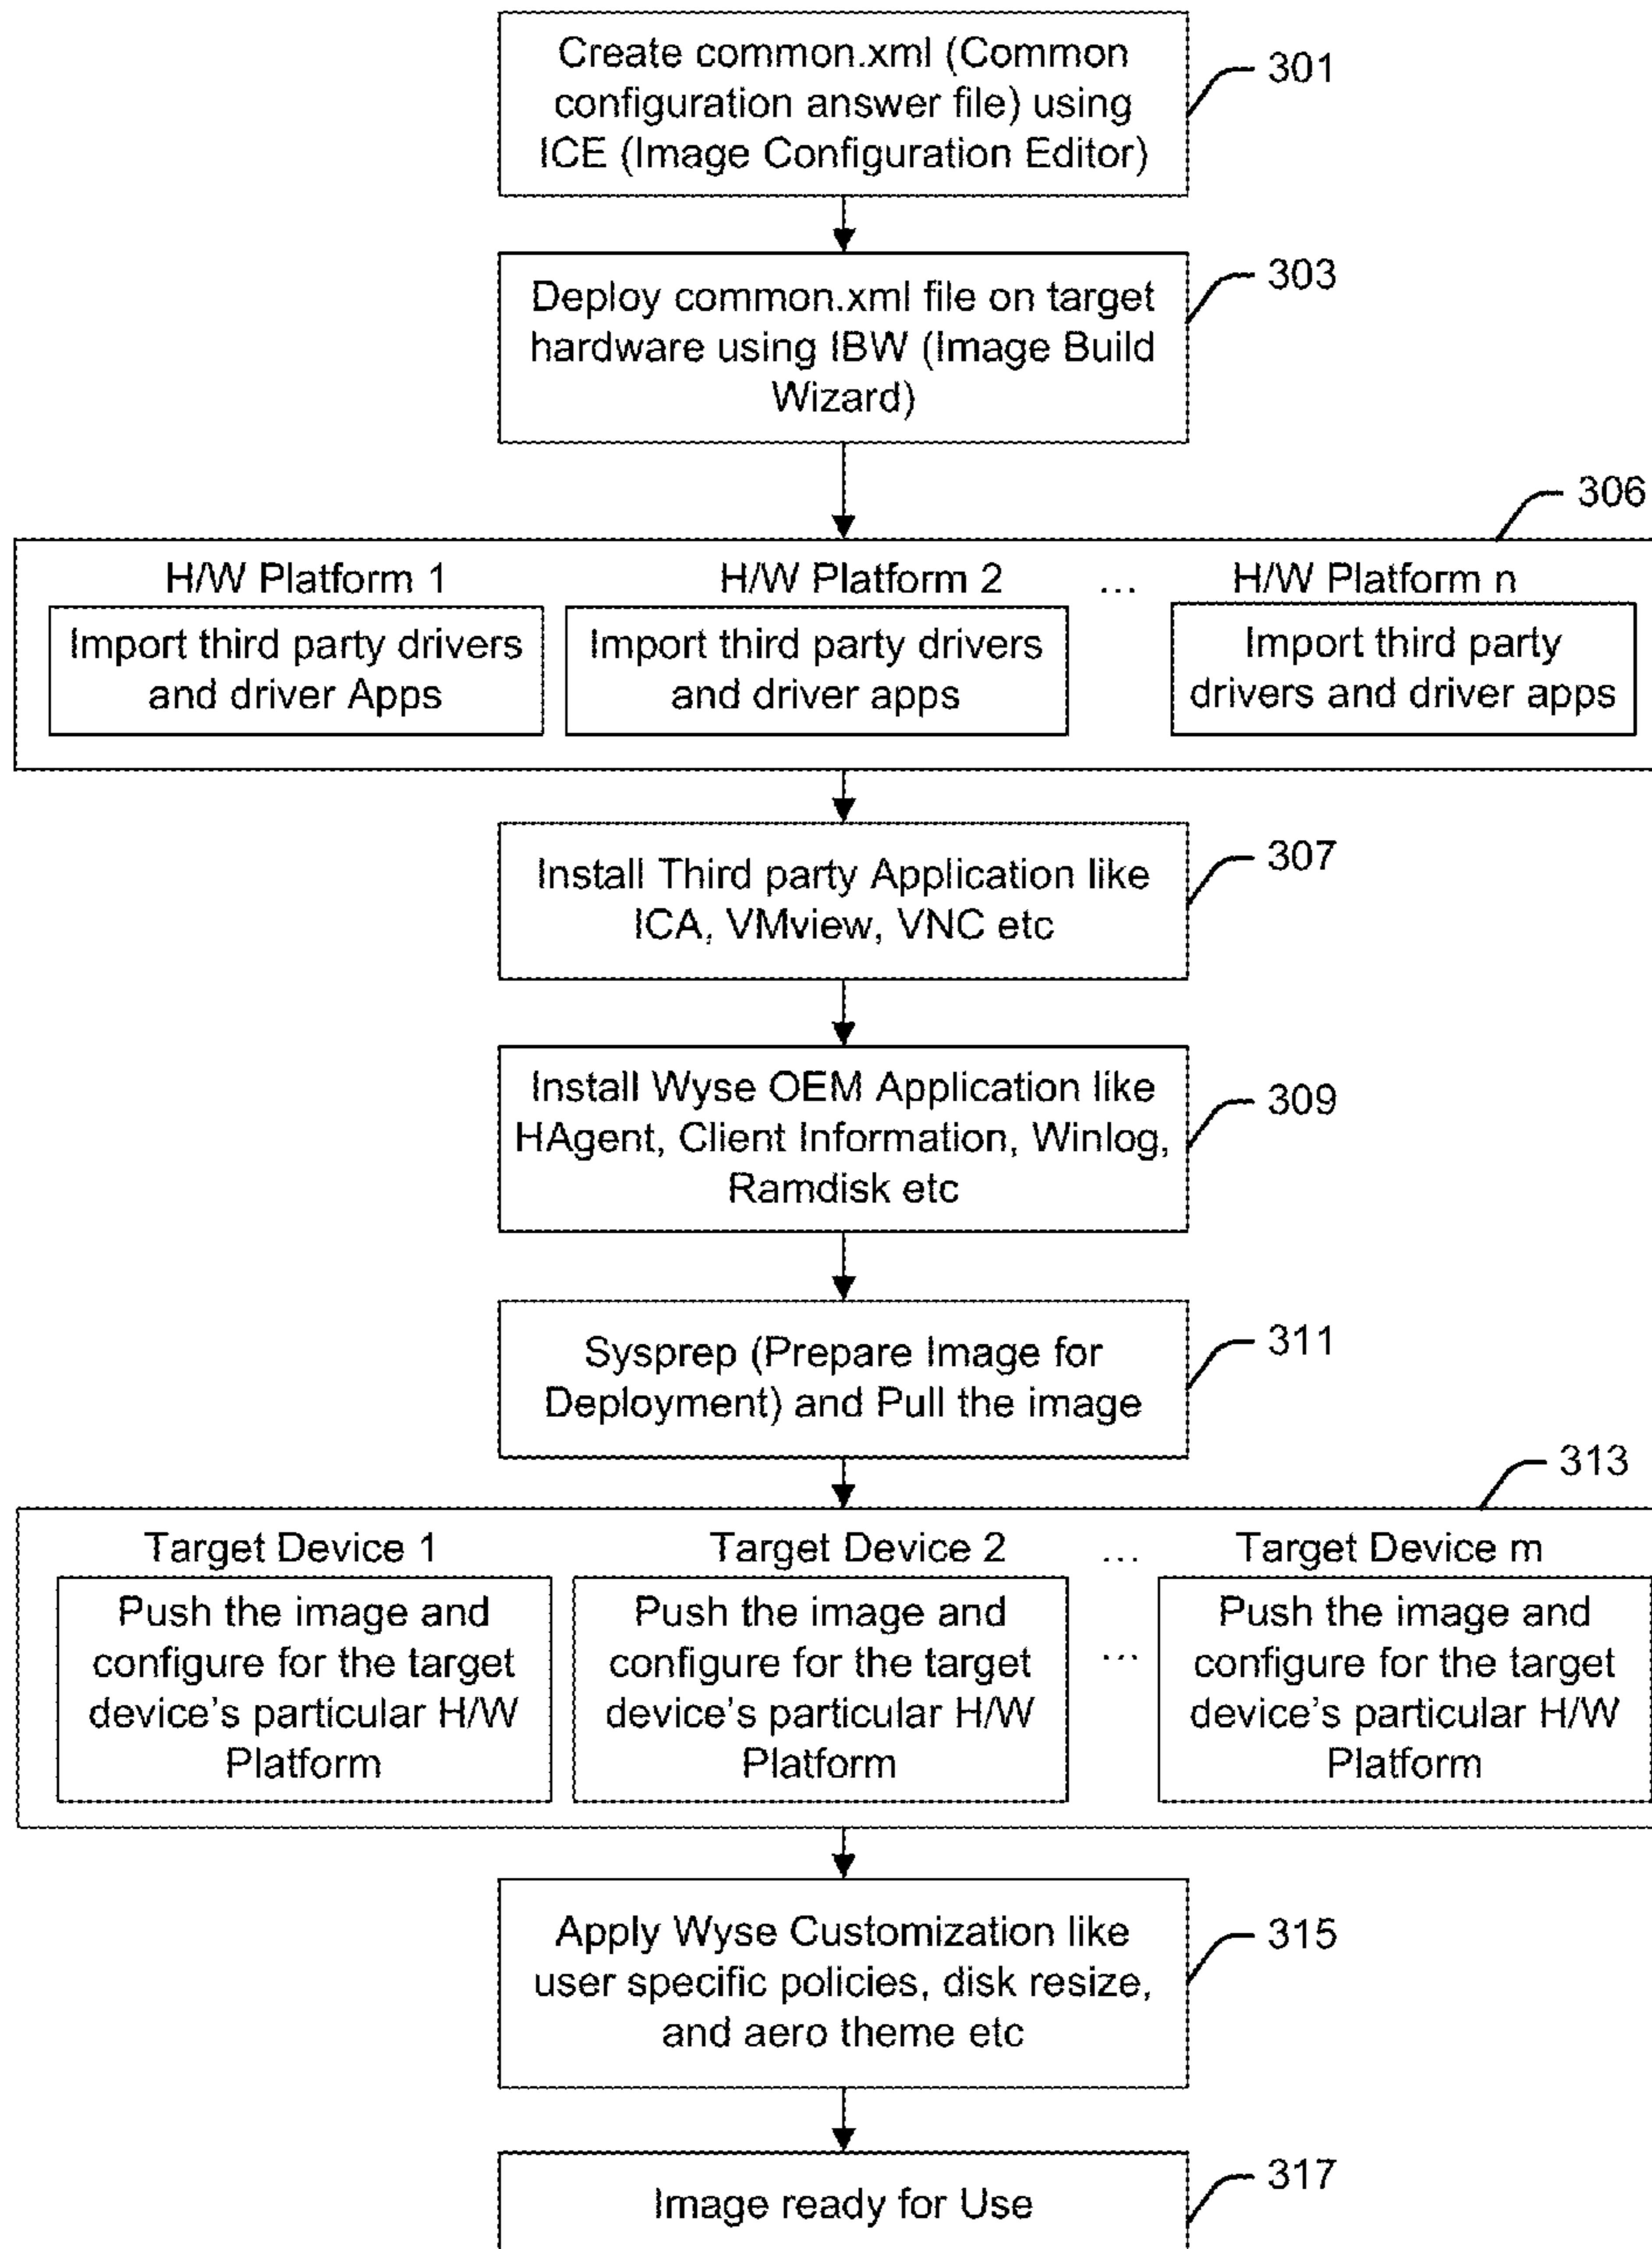 Create common.xml (Common
configuration answer file) using
ICE (Image Configuration Editor)
301
Deploy common.xml file on target
hardware using IBW (Image Build
Wizard)
303
306
H/W Platform 1
Import third party drivers
and driver Apps
H/W Platform 2
Import third party drivers
and driver apps
...
H/W Platform n
Import third party
drivers and driver apps
Install Third party Application like
ICA, VMview, VNC etc
307
Install Wyse OEM Application like
HAgent, Client Information, Winlog,
Ramdisk etc
309
Sysprep (Prepare Image for
Deployment) and Pull the image
311
313
Target Device 1
Push the image and
configure for the target
device's particular H/W
Platform
Target Device 2
Push the image and
configure for the target
device's particular H/W
Platform
...
...
Target Device m
Push the image and
configure for the target
device's particular H/W
Platform
Apply Wyse Customization like
user specific policies, disk resize,
and aero theme etc
315
Image ready for Use
317